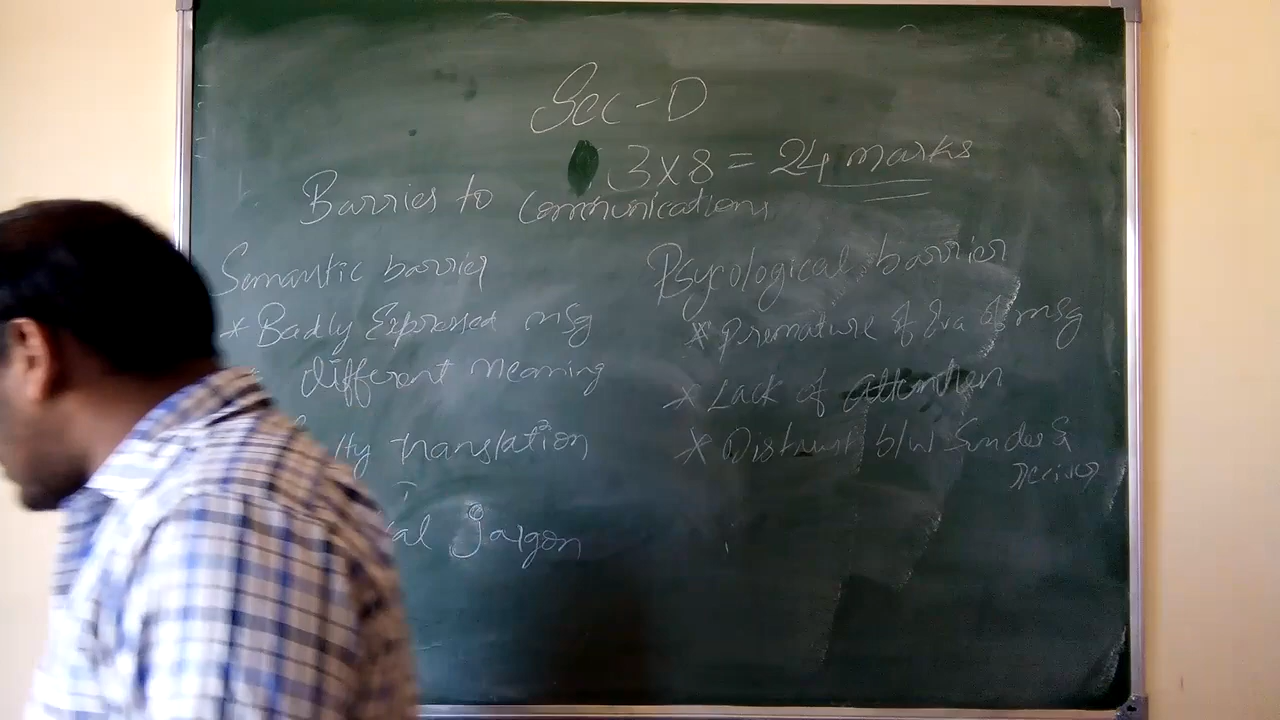 Sec-D
3x8 = 24 marks
Barries to Communications
Semantic barrier
* Badly Expressed msg
different meaning
lty translation
al Jargon
Psycological barrier
* Premature of Eva of msg
* Lack of attention
* Distrust b/w Sender &
reciver